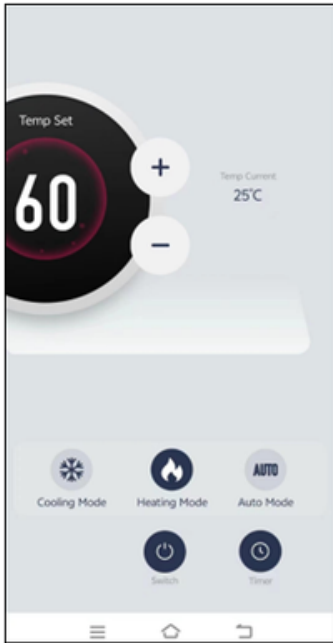 Temp Set
60
+
−
Temp Current
25°C
AUTO
Cooling Mode
Heating Mode
Auto Mode
Switch
Timer